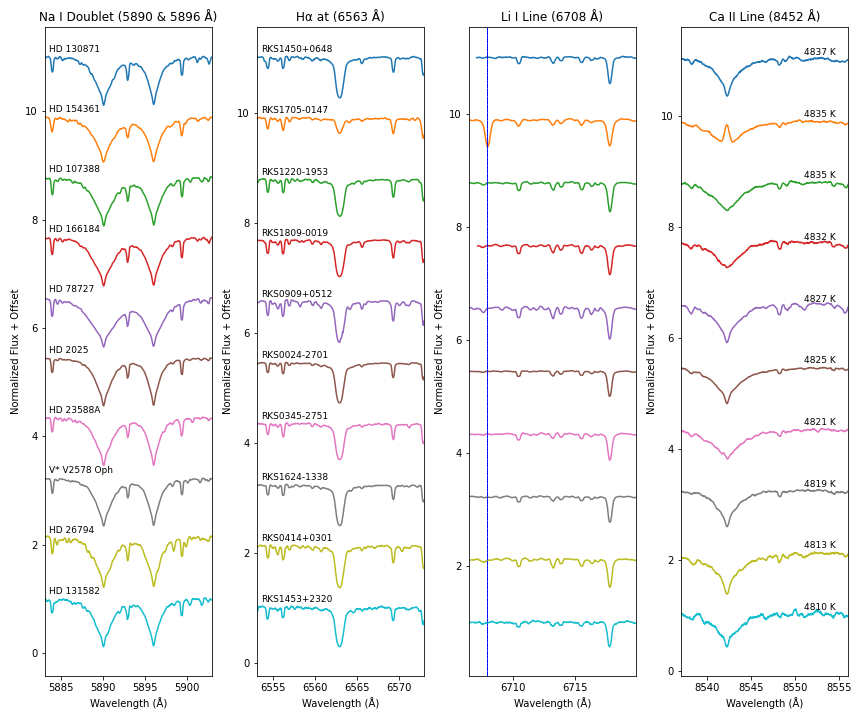 Na I Doublet (5890 & 5896 Å)
Hα at (6563 Å)
Li I Line (6708 Å)
Ca II Line (8452 Å)
HD 130871
HD 154361
HD 107388
HD 166184
HD 78727
HD 2025
HD 23588A
V* V2578 Oph
HD 26794
HD 131582
10
8
6
4
2
0
Normalized Flux + Offset
5885
5890
5895
5900
Wavelength (Å)
RKS1450+0648
RKS1705-0147
RKS1220-1953
RKS1809-0019
RKS0909+0512
RKS0024-2701
RKS0345-2751
RKS1624-1338
RKS0414+0301
RKS1453+2320
10
8
6
4
2
0
Normalized Flux + Offset
6555
6560
6565
6570
Wavelength (Å)
10
8
6
4
2
Normalized Flux + Offset
6710
6715
Wavelength (Å)
4837 K
4835 K
4835 K
4832 K
4827 K
4825 K
4821 K
4819 K
4813 K
4810 K
10
8
6
4
2
0
Normalized Flux + Offset
8540
8545
8550
8555
Wavelength (Å)